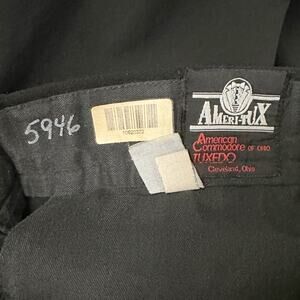 5946
AMERI-TUX
American
Commodore OF OHIO
TUXEDO
Cleveland, Ohio